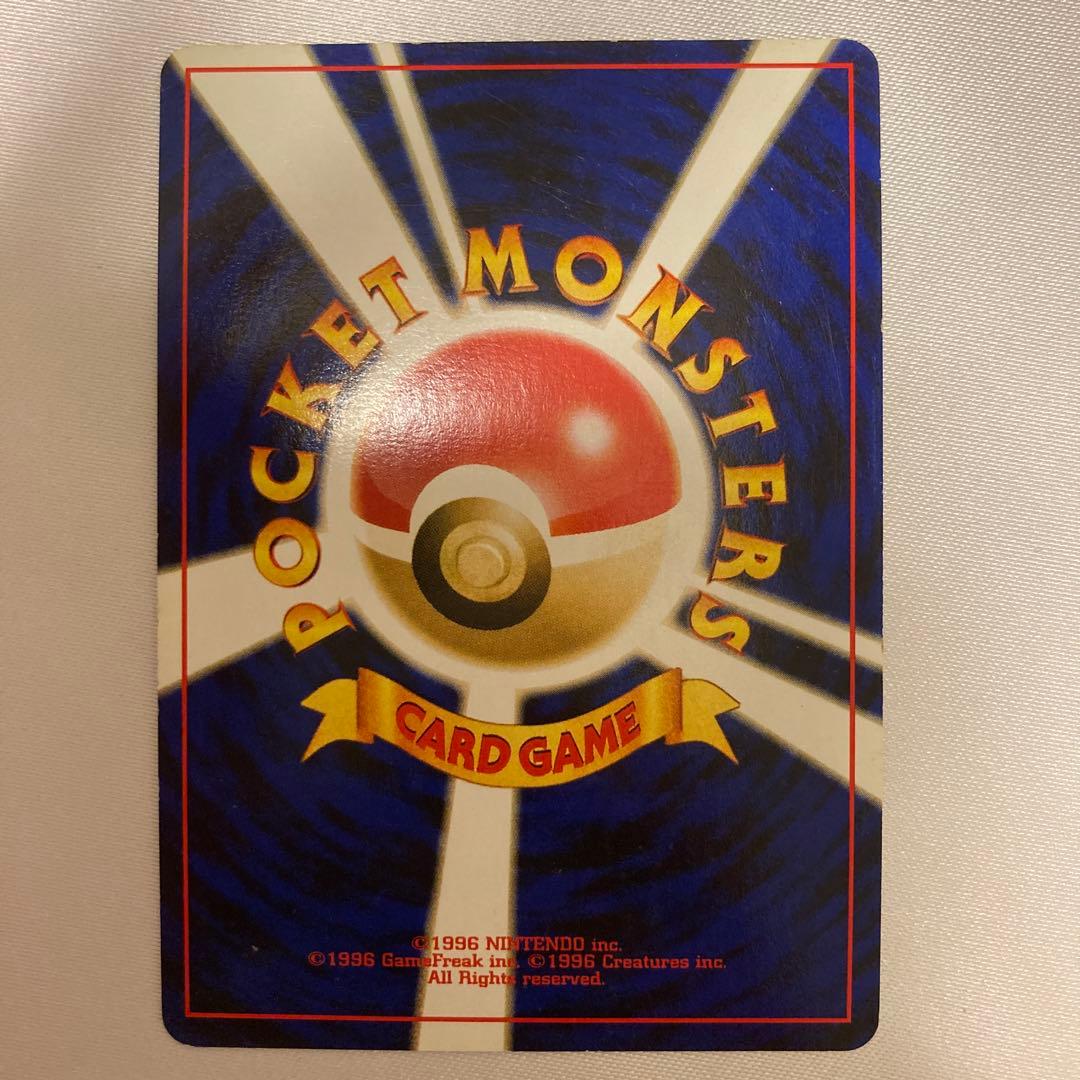 POCKET MONSTERS
CARD GAME
©1996 NINTENDO inc.
©1996 GameFreak inc. ©1996 Creatures inc.
All Rights reserved.